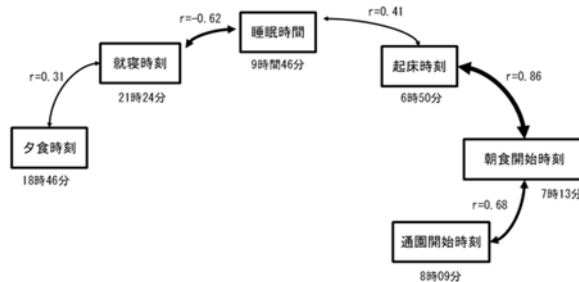 r=-0.62
睡眠時間
9時間46分
r=0.41
就寝時刻
21時24分
起床時刻
6時50分
r=0.31
r=0.86
夕食時刻
18時46分
朝食開始時刻
7時13分
r=0.68
通園開始時刻
8時09分